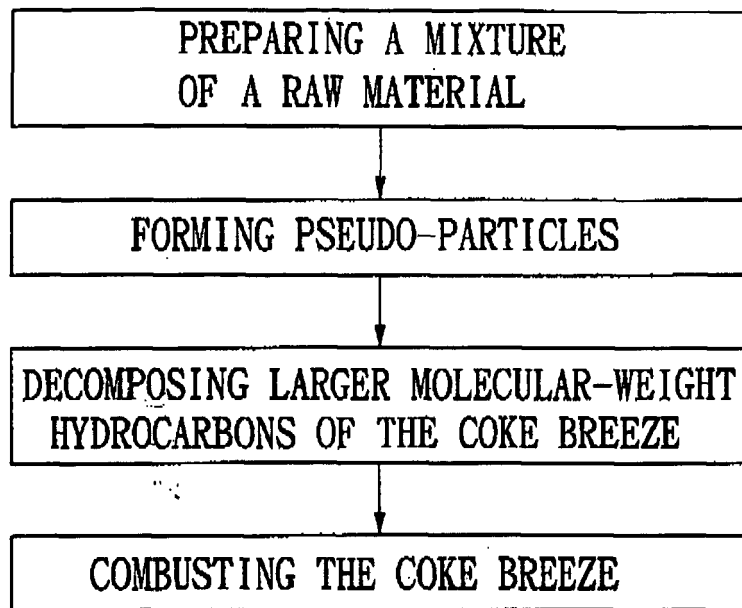 PREPARING A MIXTURE
OF A RAW MATERIAL
FORMING PSEUDO-PARTICLES
DECOMPOSING LARGER MOLECULAR-WEIGHT
HYDROCARBONS OF THE COKE BREEZE
COMBUSTING THE COKE BREEZE